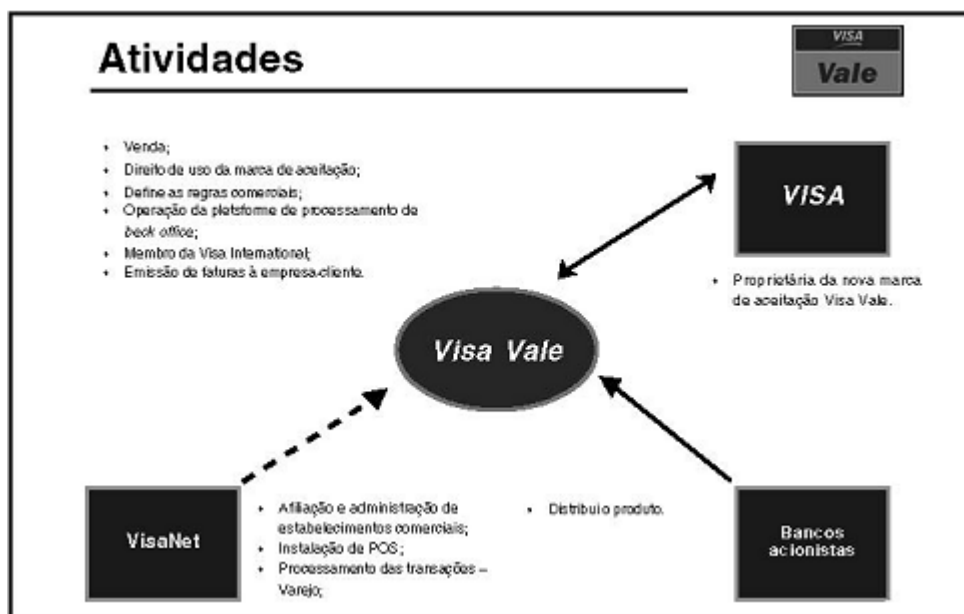 Atividades
VISA
Vale
Venda;
Direito de uso da marca de aceitação;
Define as regras comerciais;
Operação da pletsforme de processamento de
beck office;
Membro da Visa International;
Emissão de faturas à empresa-cliente.
VISA
Proprietária da nova marca
de aceitação Visa Vale.
Visa Vale
VisaNet
Afiliação e administração de
estabelecimentos comerciais;
Instalação de POS;
Processamento das transações –
Varejo;
Distribui o produto.
Bancos
acionistas